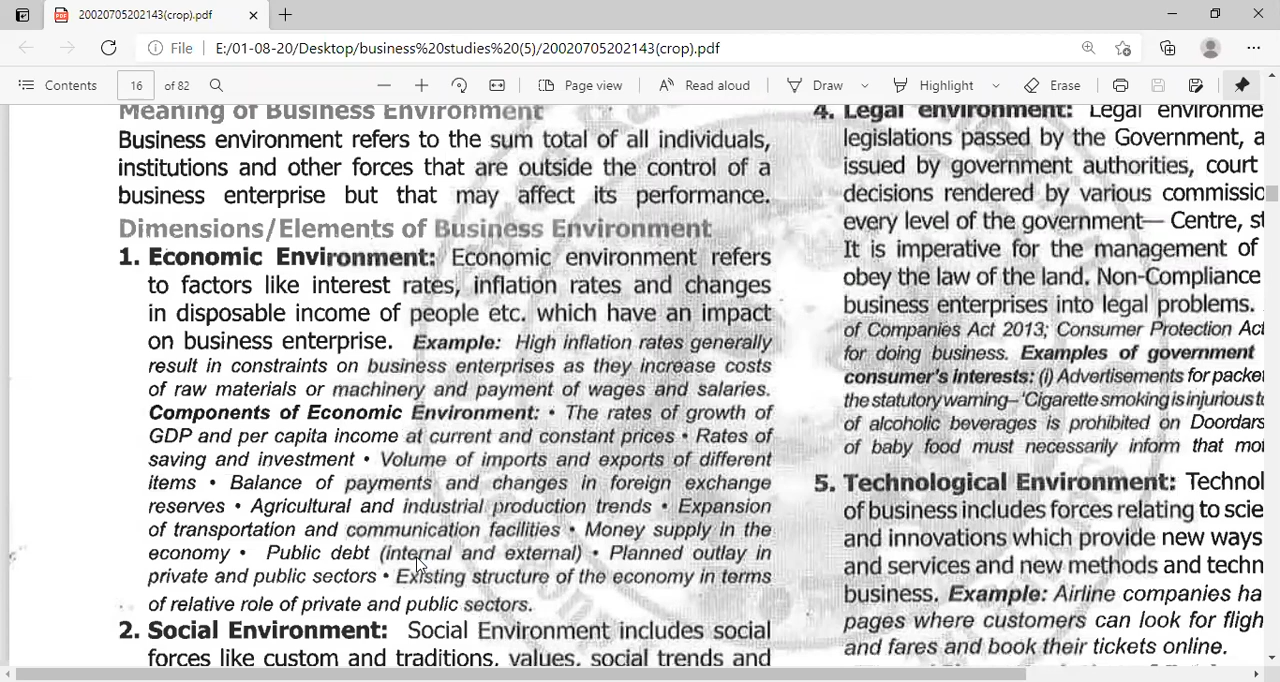 20020705202143(crop).pdf
File
E:/01-08-20/Desktop/business%20studies%20(5)/20020705202143(crop).pdf
Contents
16
of 82
Page view
Read aloud
Draw
Highlight
Erase
Meaning of Business Environment
Business environment refers to the sum total of all individuals,
institutions and other forces that are outside the control of a
business enterprise but that may affect its performance.
Dimensions/Elements of Business Environment
1. Economic Environment: Economic environment refers
to factors like interest rates, inflation rates and changes
in disposable income of people etc. which have an impact
on business enterprise. Example: High inflation rates generally
result in constraints on business enterprises as they increase costs
of raw materials or machinery and payment of wages and salaries.
Components of Economic Environment: • The rates of growth of
GDP and per capita income at current and constant prices • Rates of
saving and investment • Volume of imports and exports of different
items • Balance of payments and changes in foreign exchange
reserves • Agricultural and industrial production trends • Expansion
of transportation and communication facilities • Money supply in the
economy • Public debt (internal and external) • Planned outlay in
private and public sectors • Existing structure of the economy in terms
of relative role of private and public sectors.
2. Social Environment: Social Environment includes social
forces like custom and traditions, values, social trends and
4. Legal environment: Legal environme
legislations passed by the Government, a
issued by government authorities, court
decisions rendered by various commissio
every level of the government— Centre, st
It is imperative for the management of
obey the law of the land. Non-Compliance
business enterprises into legal problems.
of Companies Act 2013; Consumer Protection Act
for doing business. Examples of government
consumer's interests: (i) Advertisements for packet
the statutory warning– 'Cigarette smoking is injurious to
of alcoholic beverages is prohibited on Doordars
of baby food must necessarily inform that mot
5. Technological Environment: Technol
of business includes forces relating to scie
and innovations which provide new ways
and services and new methods and techn
business. Example: Airline companies ha
pages where customers can look for fligh
and fares and book their tickets online.